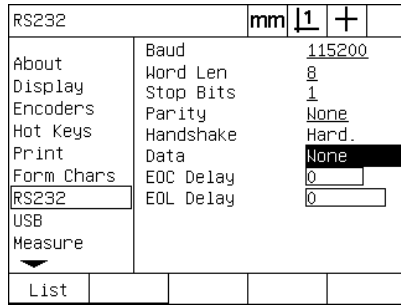 RS232 mm 1
About
Display
Encoders
Hot Keys
Print
Form Chars
RS232
USB
Measure
Baud 115200
Word Len 8
Stop Bits 1
Parity None
Handshake Hard.
Data None
EOC Delay 0
EOL Delay 0
List